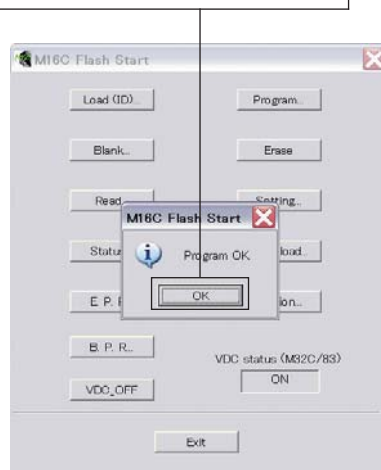 M16C Flash Start
Load (ID)...
Program...
Blank...
Erase
Read
Setting...
M16C Flash Start
Program OK
Statu
load...
OK
E. P. R
ion...
B. P. R...
VDC status (M32C/83)
ON
VDC_OFF
Exit